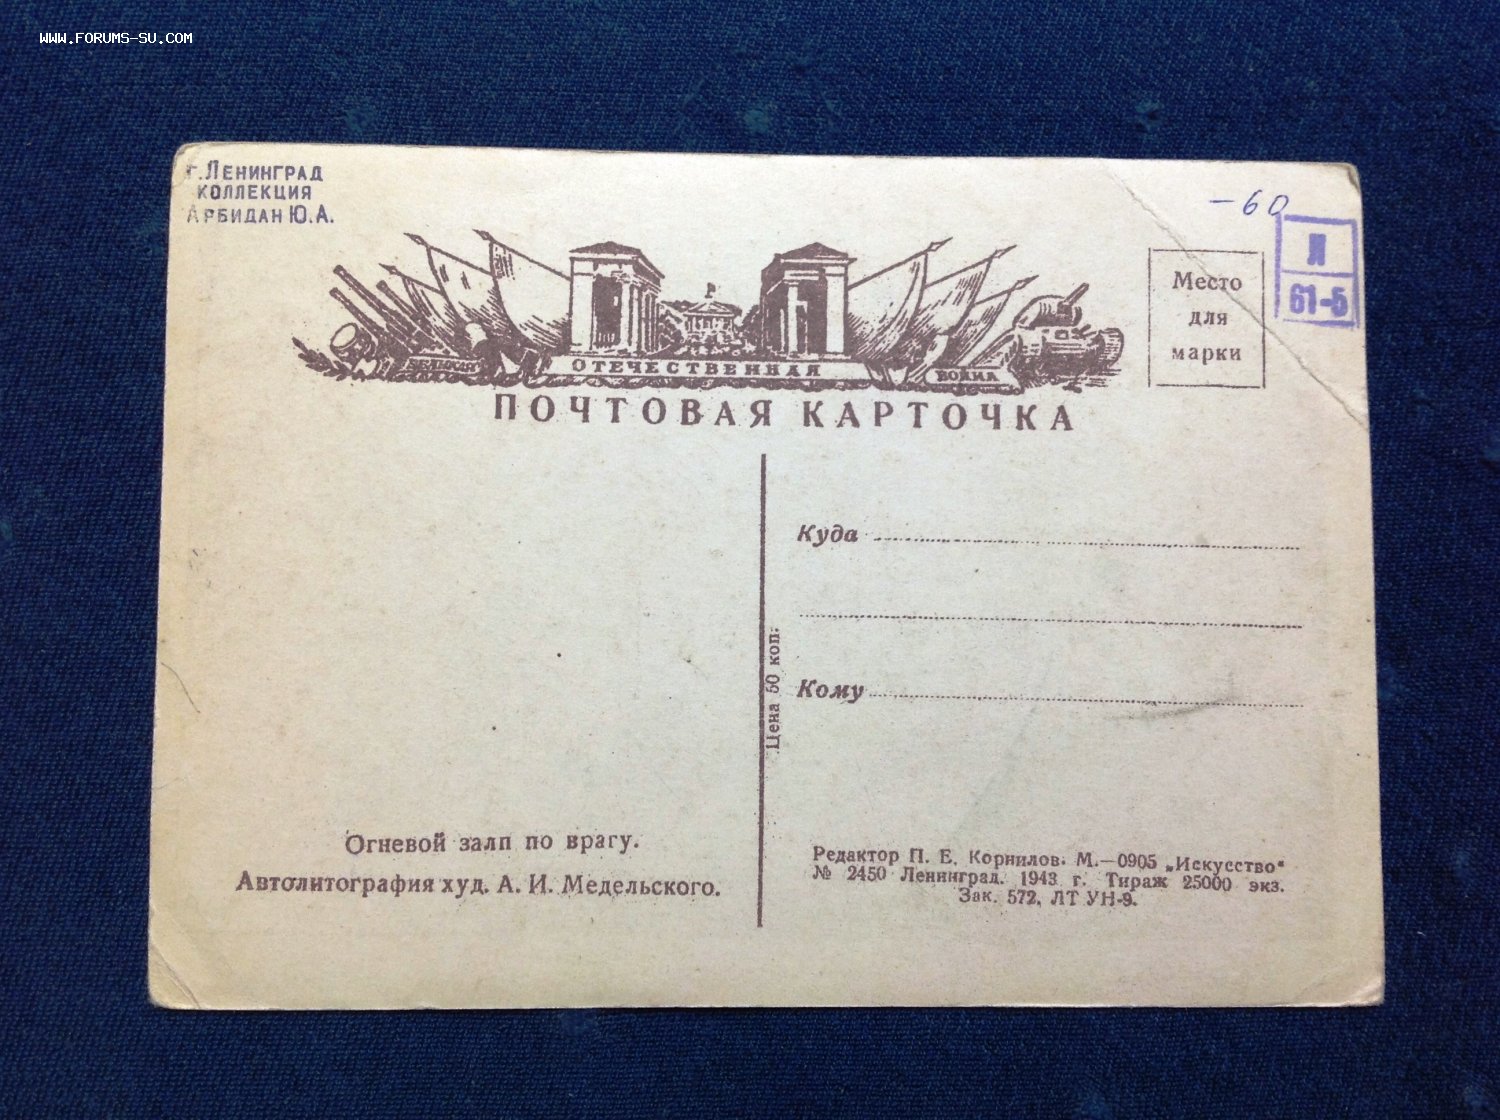 WWW.FORUMS-SU.COM
г. Ленинград
коллекция
Арбидан Ю.А.
-60
Л
61-5
Место
для
марки
ВЕЛИКАЯ ОТЕЧЕСТВЕННАЯ ВОЙНА
ПОЧТОВАЯ КАРТОЧКА
Куда
Кому
Цена 50 коп.
Огневой залп по врагу.
Автолитография худ. А. И. Медельского.
Редактор П. Е. Корнилов. М.—0905 „Искусство“
№ 2450 Ленинград. 1943 г. Тираж 25000 экз.
Зак. 572, ЛТ УН-9.